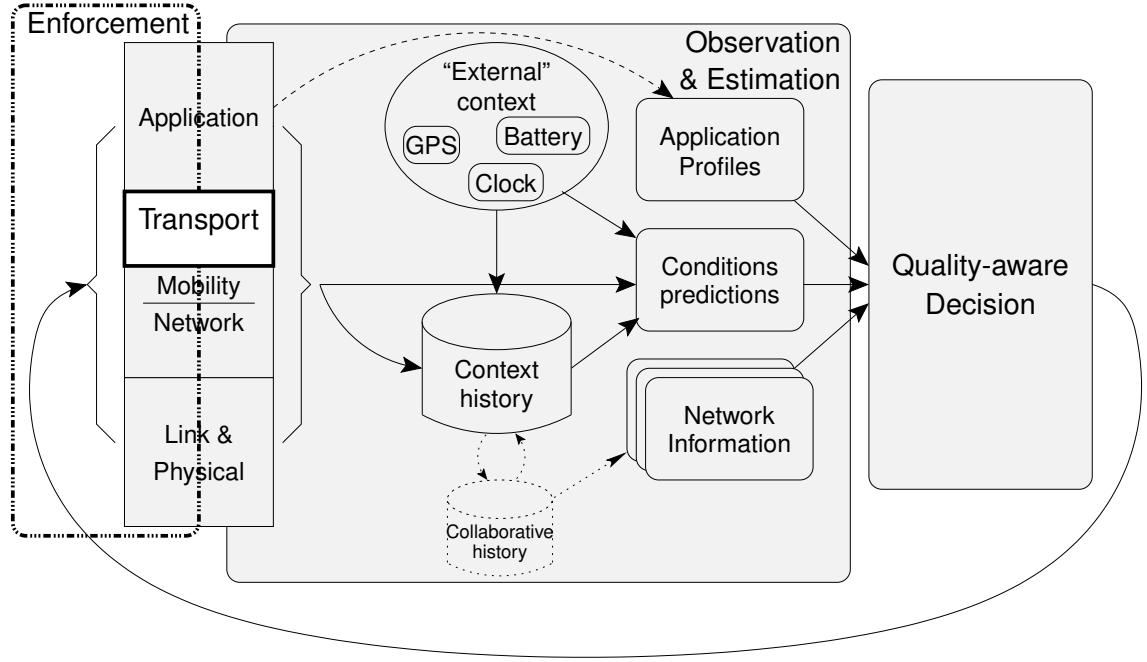 Enforcement
Application
Transport
Mobility
Network
Link &
Physical
Observation
& Estimation
“External”
context
GPS
Battery
Clock
Application
Profiles
Conditions
predictions
Context
history
Network
Information
Collaborative
history
Quality-aware
Decision